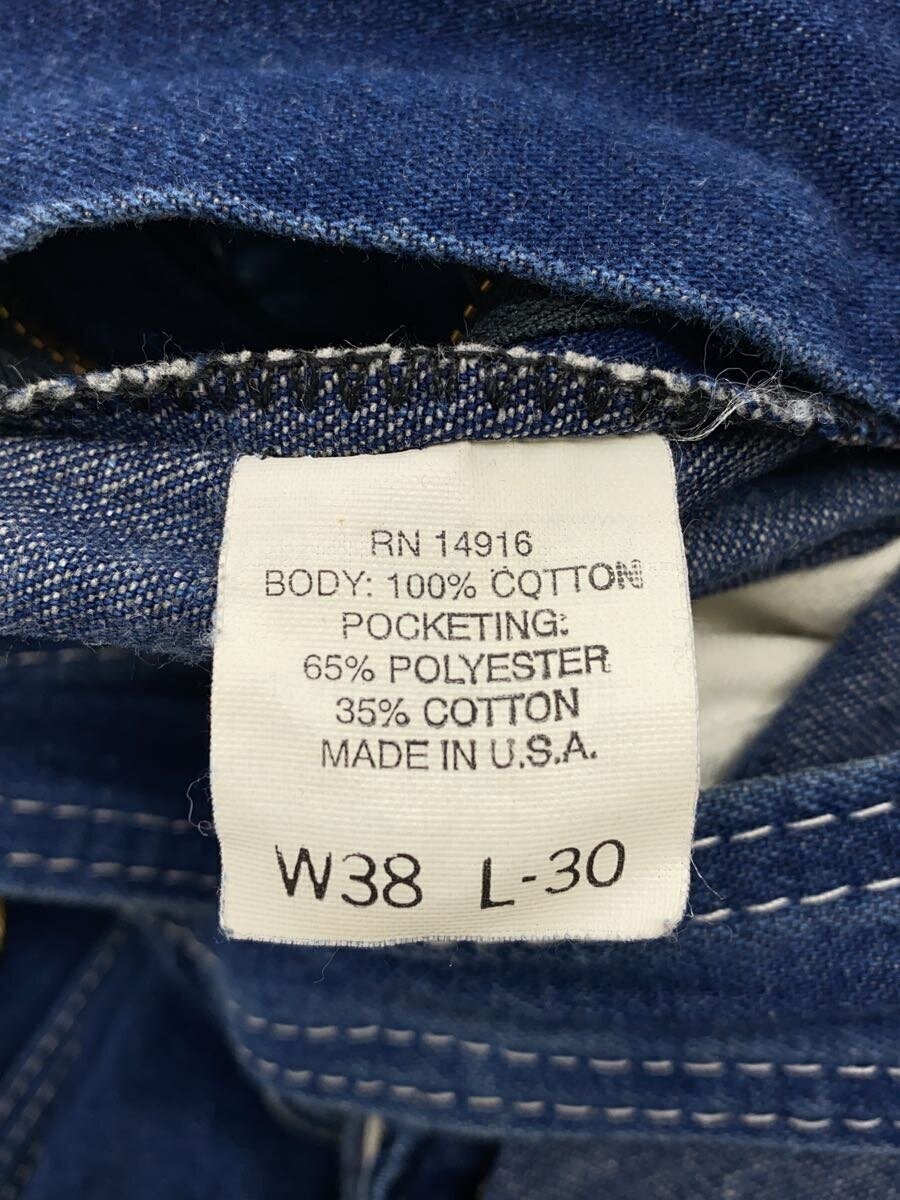 RN 14916
BODY: 100% COTTON
POCKETING:
65% POLYESTER
35% COTTON
MADE IN U.S.A.
W38 L-30